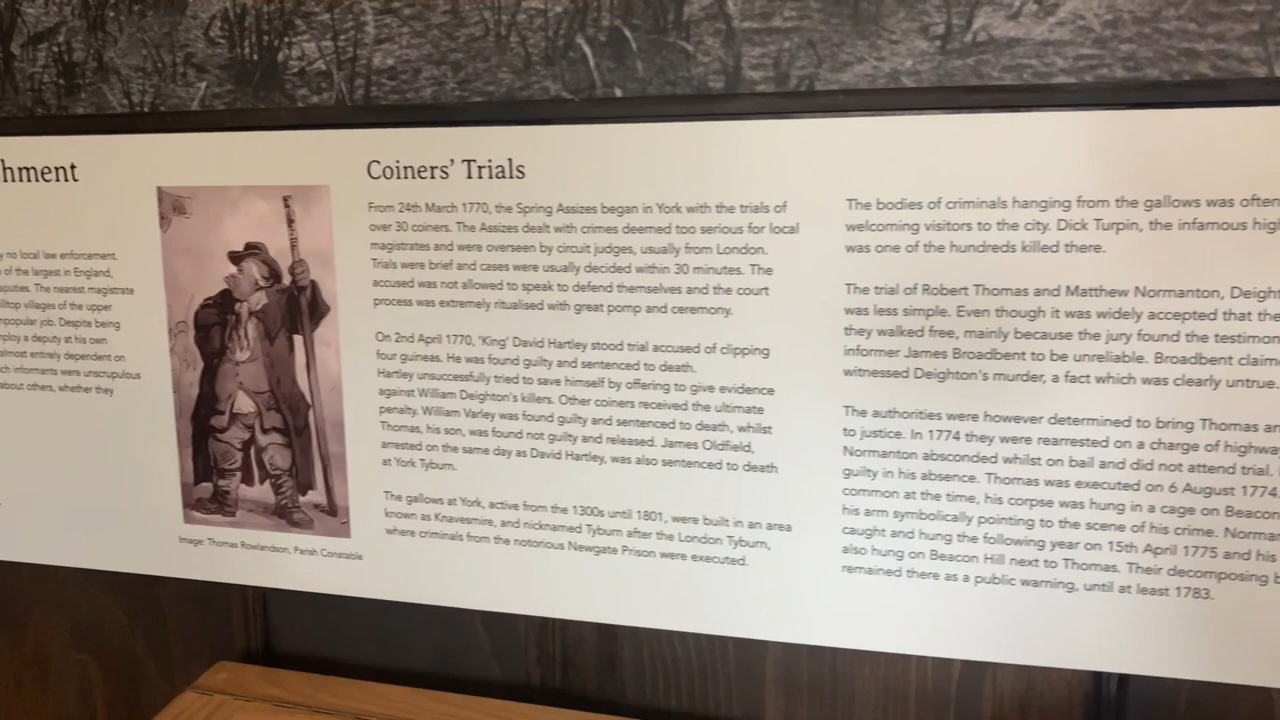 hment
y no local law enforcement.
of the largest in England,
The nearest magistrate
hilltop villages of the upper
npopular job. Despite being
ploy a deputy at his own
almost entirely dependent on
ch informants were unscrupulous
about others, whether they
Image: Thomas Rowlandson, Parish Constable
Coiners' Trials
From 24th March 1770, the Spring Assizes began in York with the trials of
over 30 coiners. The Assizes dealt with crimes deemed too serious for local
magistrates and were overseen by circuit judges, usually from London.
Trials were brief and cases were usually decided within 30 minutes. The
accused was not allowed to speak to defend themselves and the court
process was extremely ritualised with great pomp and ceremony.
On 2nd April 1770, 'King' David Hartley stood trial accused of clipping
four guineas. He was found guilty and sentenced to death.
Hartley unsuccessfully tried to save himself by offering to give evidence
against William Deighton's killers. Other coiners received the ultimate
penalty. William Varley was found guilty and sentenced to death, whilst
Thomas, his son, was found not guilty and released. James Oldfield,
arrested on the same day as David Hartley, was also sentenced to death
at York Tyburn.
The gallows at York, active from the 1300s until 1801, were built in an area
known as Knavesmire, and nicknamed Tyburn after the London Tyburn,
where criminals from the notorious Newgate Prison were executed.
The bodies of criminals hanging from the gallows was often
welcoming visitors to the city. Dick Turpin, the infamous hig
was one of the hundreds killed there.
The trial of Robert Thomas and Matthew Normanton, Deight
was less simple. Even though it was widely accepted that the
they walked free, mainly because the jury found the testimon
informer James Broadbent to be unreliable. Broadbent claim
witnessed Deighton's murder, a fact which was clearly untrue.
The authorities were however determined to bring Thomas an
to justice. In 1774 they were rearrested on a charge of highway
Normanton absconded whilst on bail and did not attend trial.
guilty in his absence. Thomas was executed on 6 August 1774.
common at the time, his corpse was hung in a cage on Beacon
his arm symbolically pointing to the scene of his crime. Norman
caught and hung the following year on 15th April 1775 and his
also hung on Beacon Hill next to Thomas. Their decomposing b
remained there as a public warning, until at least 1783.